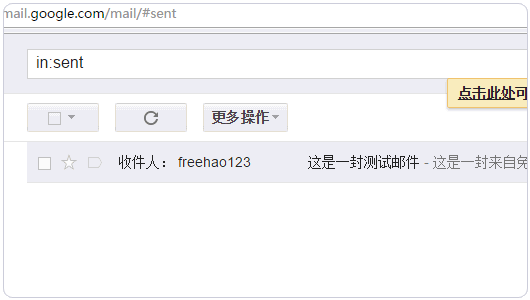 mail.google.com/mail/#sent
in:sent
点击此处可
更多操作
收件人： freehao123 这是一封测试邮件 - 这是一封来自免